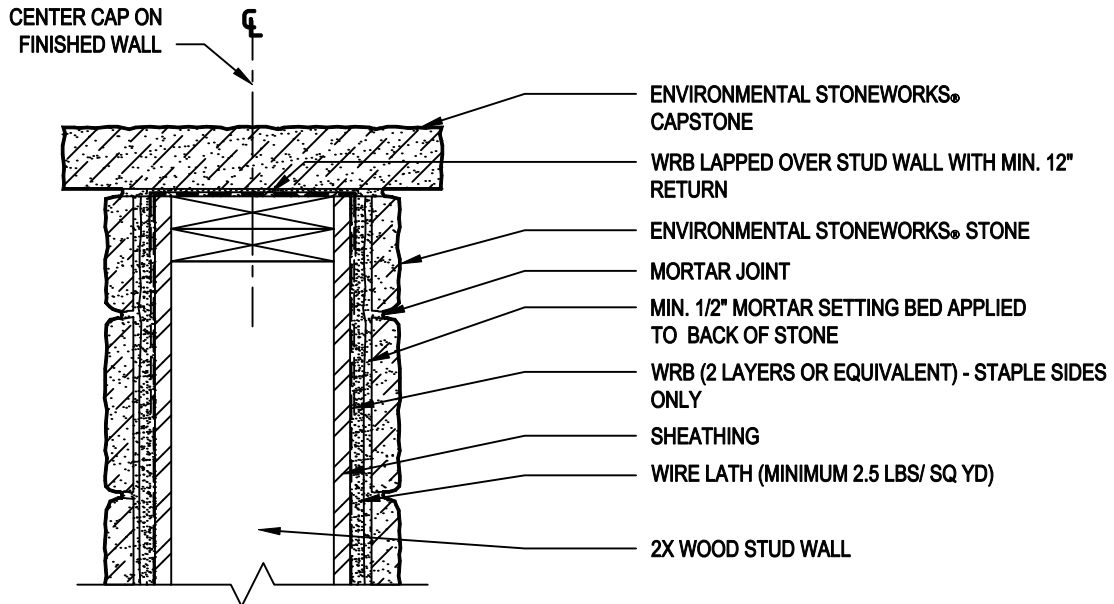 CENTER CAP ON
FINISHED WALL
℄
ENVIRONMENTAL STONEWORKS®
CAPSTONE
WRB LAPPED OVER STUD WALL WITH MIN. 12"
RETURN
ENVIRONMENTAL STONEWORKS® STONE
MORTAR JOINT
MIN. 1/2" MORTAR SETTING BED APPLIED
TO BACK OF STONE
WRB (2 LAYERS OR EQUIVALENT) - STAPLE SIDES
ONLY
SHEATHING
WIRE LATH (MINIMUM 2.5 LBS/ SQ YD)
2X WOOD STUD WALL